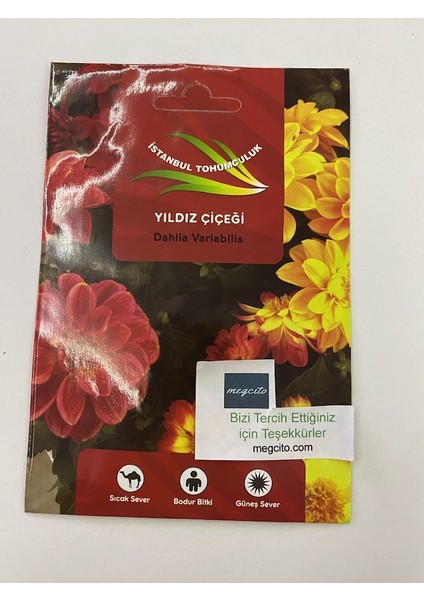 İSTANBUL TOHUMCULUK
YILDIZ ÇİÇEĞİ
Dahlia Variabilis
megcito
Bizi Tercih Ettiğiniz
için Teşekkürler
megcito.com
Sıcak Sever
Bodur Bitki
Güneş Sever